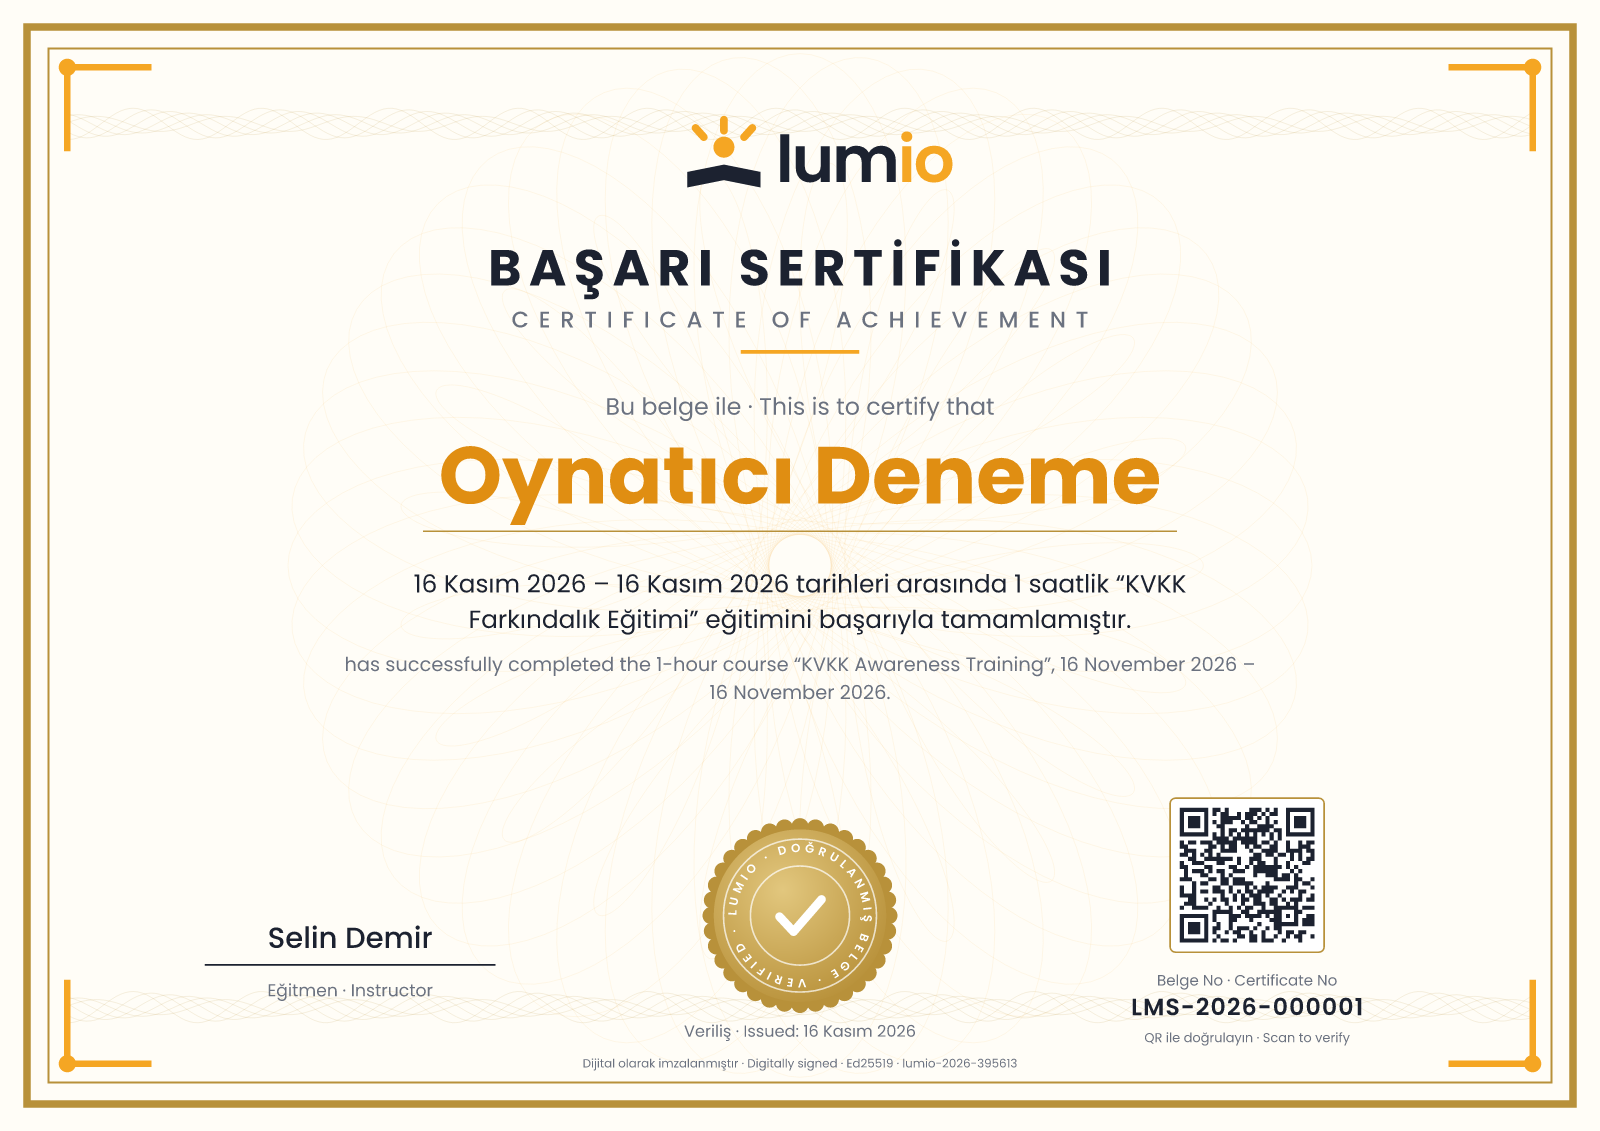 lumio
BAŞARI SERTİFİKASI
CERTIFICATE OF ACHIEVEMENT
Bu belge ile · This is to certify that
Oynatıcı Deneme
16 Kasım 2026 – 16 Kasım 2026 tarihleri arasında 1 saatlik “KVKK
Farkındalık Eğitimi” eğitimini başarıyla tamamlamıştır.
has successfully completed the 1-hour course “KVKK Awareness Training”, 16 November 2026 –
16 November 2026.
Selin Demir
Eğitmen · Instructor
LUMIO · DOĞRULANMIŞ BELGE · VERIFIED ·
Veriliş · Issued: 16 Kasım 2026
Dijital olarak imzalanmıştır · Digitally signed · Ed25519 · lumio-2026-395613
Belge No · Certificate No
LMS-2026-000001
QR ile doğrulayın · Scan to verify